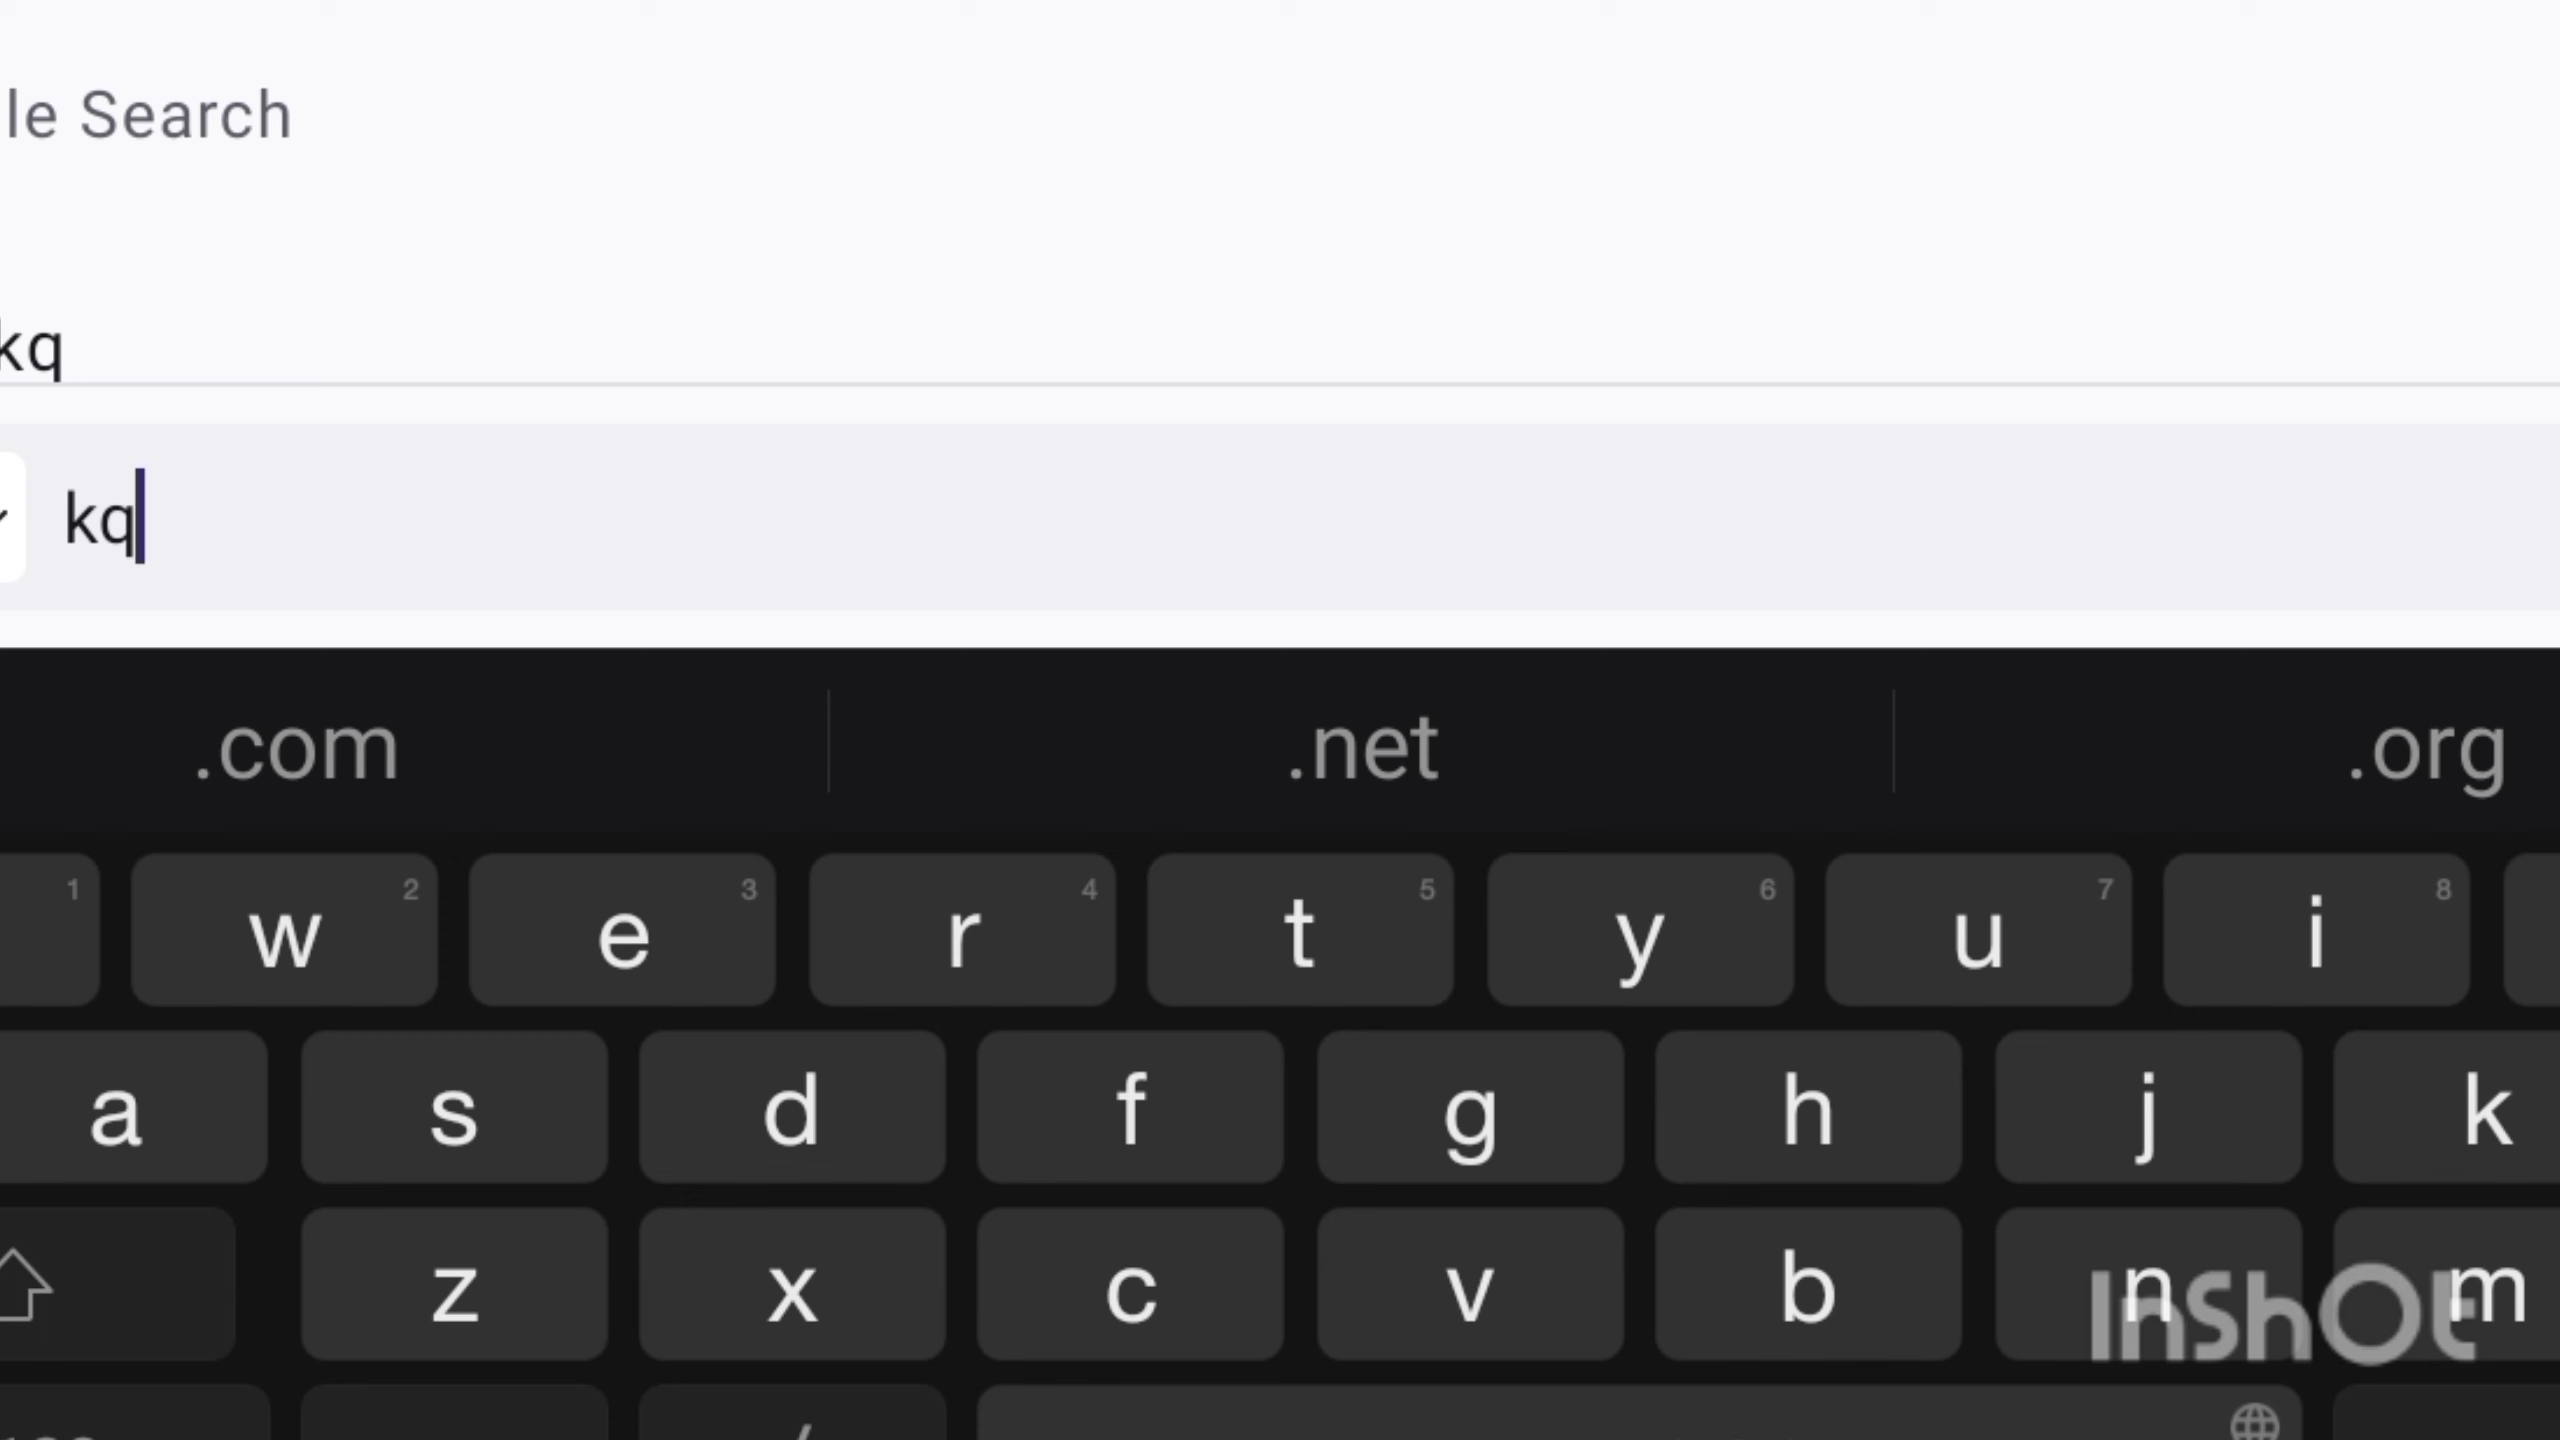 le Search
kq
kq
.com .net .org
1 w 2 e 3 r 4 t 5 y 6 u 7 i 8
a s d f g h j k
z x c v b n m
InShOt
/